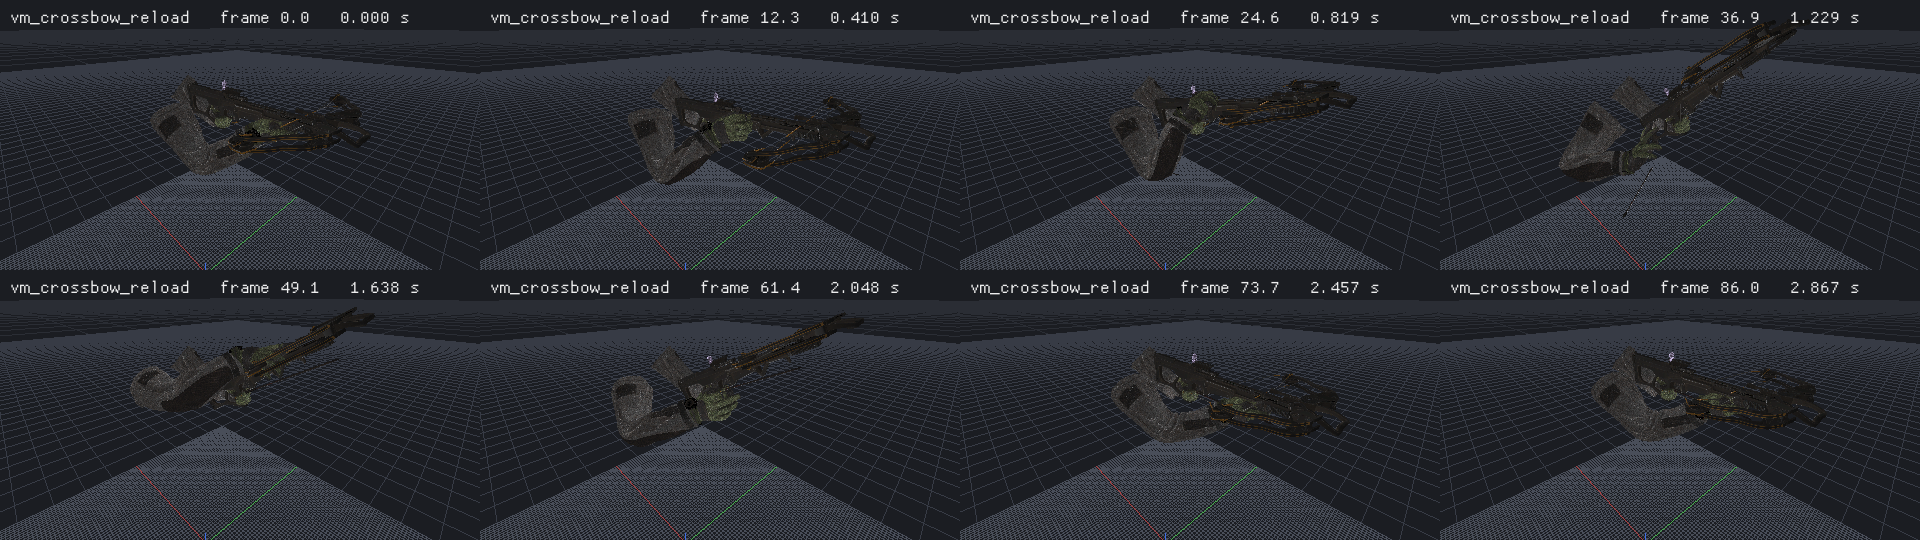 vm_crossbow_reload frame 0.0 0.000 s
vm_crossbow_reload frame 12.3 0.410 s
vm_crossbow_reload frame 24.6 0.819 s
vm_crossbow_reload frame 36.9 1.229 s
vm_crossbow_reload frame 49.1 1.638 s
vm_crossbow_reload frame 61.4 2.048 s
vm_crossbow_reload frame 73.7 2.457 s
vm_crossbow_reload frame 86.0 2.867 s